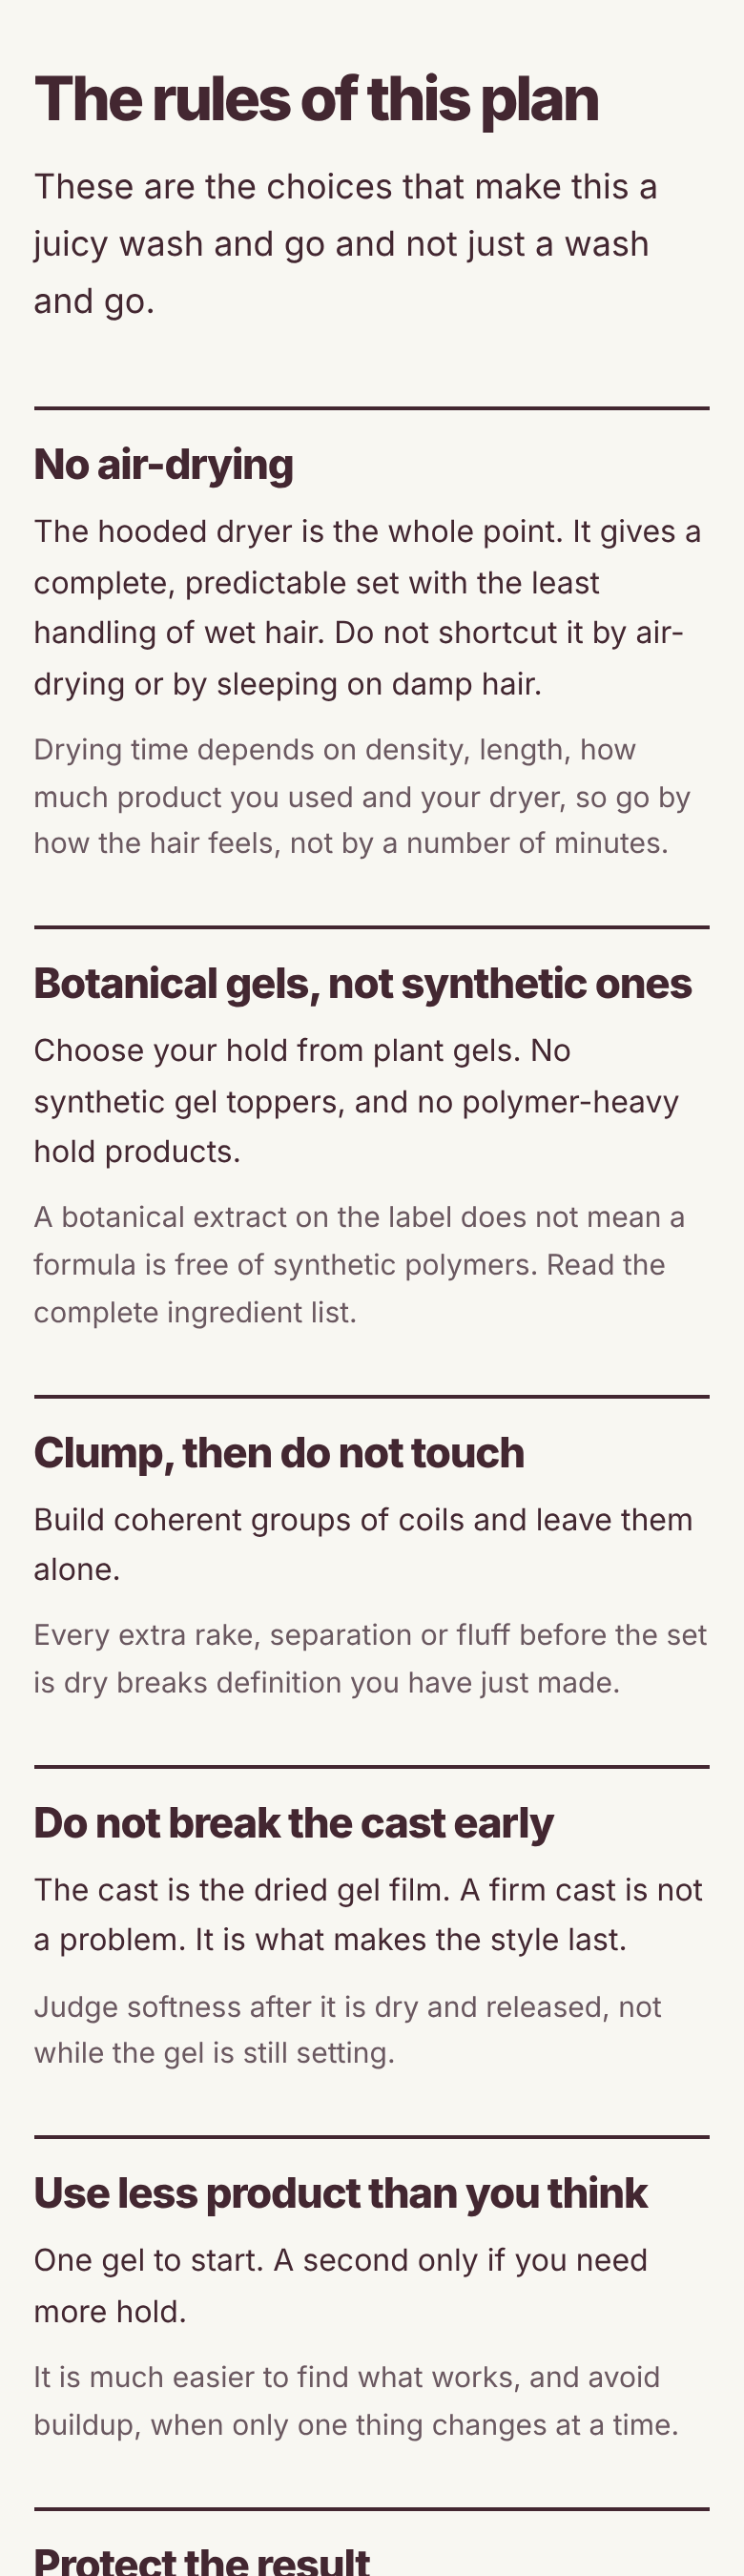 The rules of this plan
These are the choices that make this a
juicy wash and go and not just a wash
and go.
No air-drying
The hooded dryer is the whole point. It gives a
complete, predictable set with the least
handling of wet hair. Do not shortcut it by air-
drying or by sleeping on damp hair.
Drying time depends on density, length, how
much product you used and your dryer, so go by
how the hair feels, not by a number of minutes.
Botanical gels, not synthetic ones
Choose your hold from plant gels. No
synthetic gel toppers, and no polymer-heavy
hold products.
A botanical extract on the label does not mean a
formula is free of synthetic polymers. Read the
complete ingredient list.
Clump, then do not touch
Build coherent groups of coils and leave them
alone.
Every extra rake, separation or fluff before the set
is dry breaks definition you have just made.
Do not break the cast early
The cast is the dried gel film. A firm cast is not
a problem. It is what makes the style last.
Judge softness after it is dry and released, not
while the gel is still setting.
Use less product than you think
One gel to start. A second only if you need
more hold.
It is much easier to find what works, and avoid
buildup, when only one thing changes at a time.
Protect the result